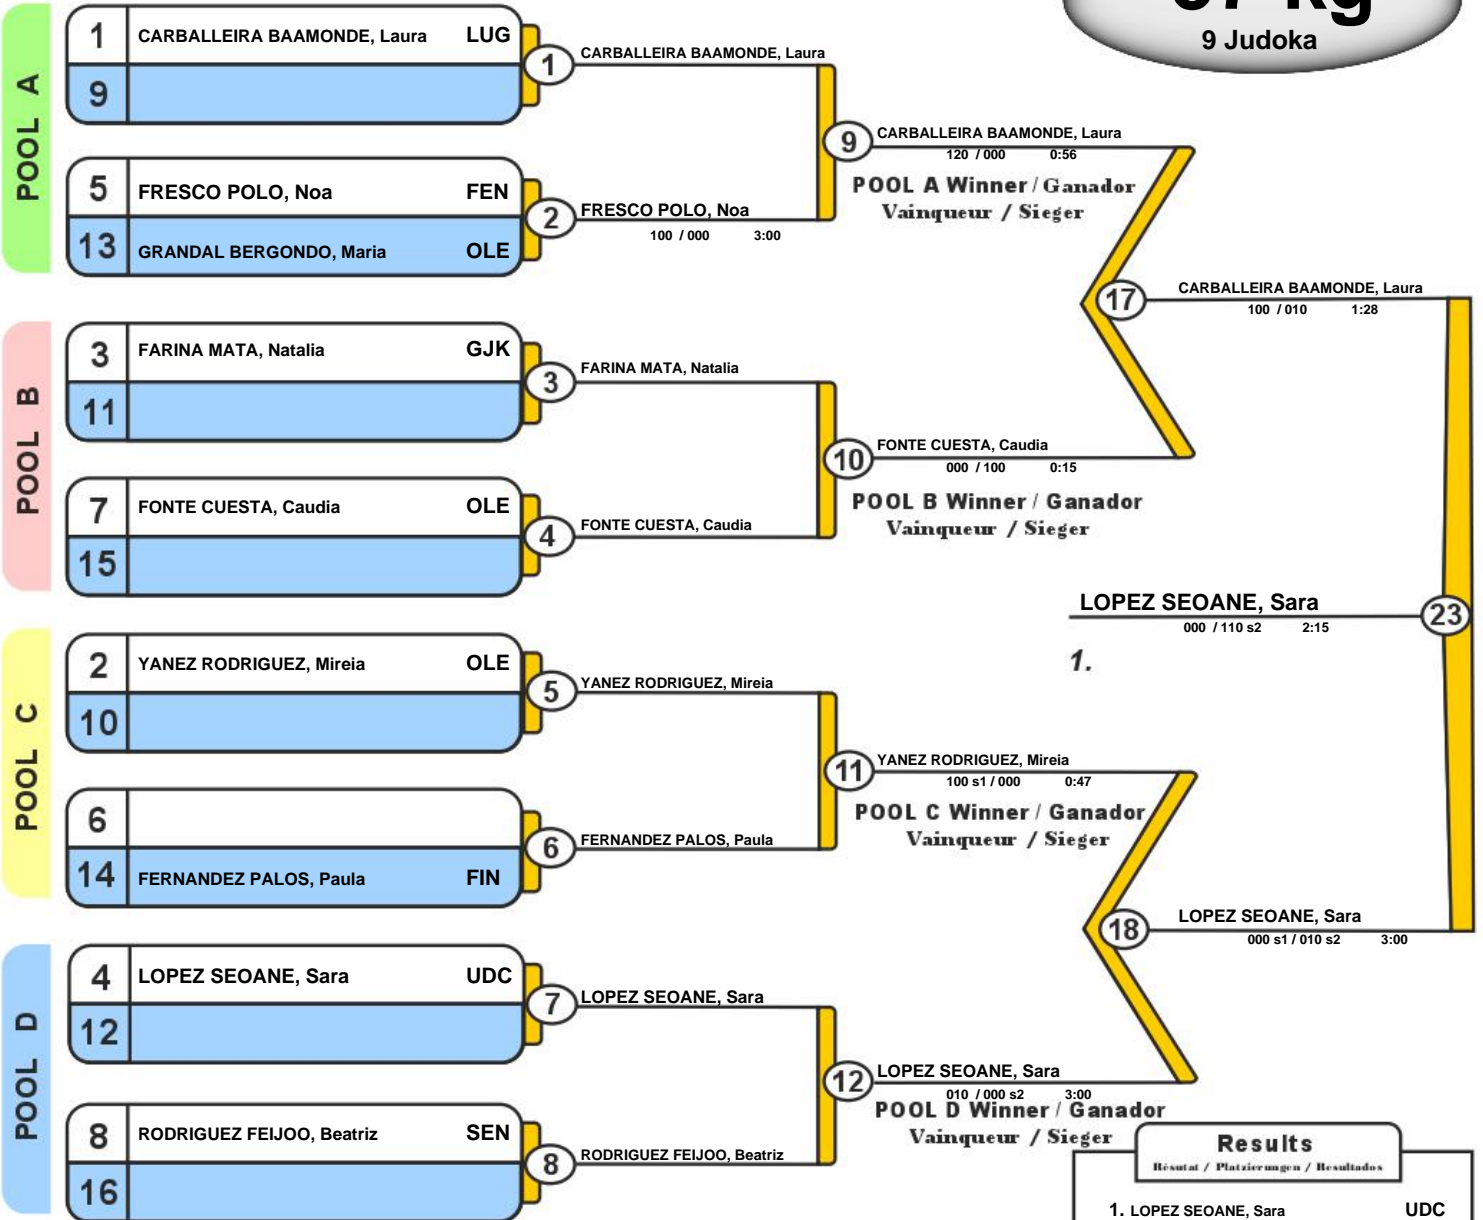 57 kg
9 Judoka
POOL A
1 CARBALLEIRA BAAMONDE, Laura LUG
9
5 FRESCO POLO, Noa FEN
13 GRANDAL BERGONDO, Maria OLE
1 CARBALLEIRA BAAMONDE, Laura
2 FRESCO POLO, Noa
100 / 000 3:00
9 CARBALLEIRA BAAMONDE, Laura
120 / 000 0:56
POOL A Winner / Ganador
Vainqueur / Sieger
POOL B
3 FARINA MATA, Natalia GJK
11
7 FONTE CUESTA, Caudia OLE
15
3 FARINA MATA, Natalia
4 FONTE CUESTA, Caudia
10 FONTE CUESTA, Caudia
000 / 100 0:15
POOL B Winner / Ganador
Vainqueur / Sieger
17 CARBALLEIRA BAAMONDE, Laura
100 / 010 1:28
LOPEZ SEOANE, Sara 23
000 / 110 s2 2:15
1.
POOL C
2 YANEZ RODRIGUEZ, Mireia OLE
10
6
14 FERNANDEZ PALOS, Paula FIN
5 YANEZ RODRIGUEZ, Mireia
6 FERNANDEZ PALOS, Paula
11 YANEZ RODRIGUEZ, Mireia
100 s1 / 000 0:47
POOL C Winner / Ganador
Vainqueur / Sieger
POOL D
4 LOPEZ SEOANE, Sara UDC
12
8 RODRIGUEZ FEIJOO, Beatriz SEN
16
7 LOPEZ SEOANE, Sara
8 RODRIGUEZ FEIJOO, Beatriz
12 LOPEZ SEOANE, Sara
010 / 000 s2 3:00
POOL D Winner / Ganador
Vainqueur / Sieger
18 LOPEZ SEOANE, Sara
000 s1 / 010 s2 3:00
Results
Résutat / Platzierungen / Resultados
1. LOPEZ SEOANE, Sara UDC